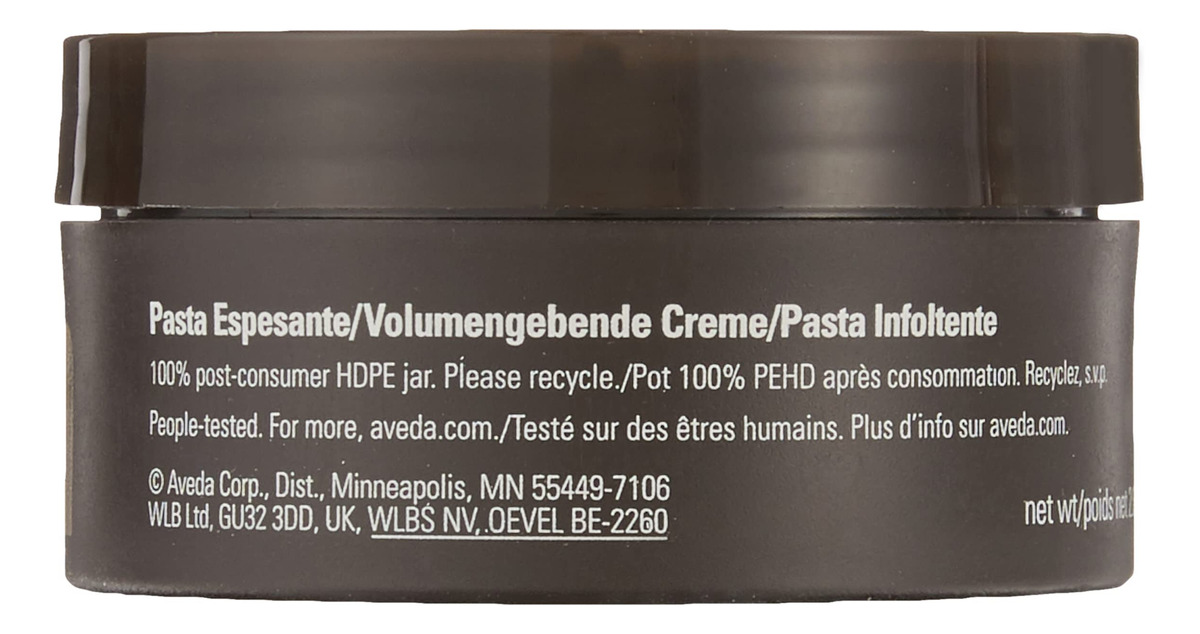 Pasta Espesante/Volumengebende Creme/Pasta Infoltente
100% post-consumer HDPE jar. Please recycle./Pot 100% PEHD après consommation. Recyclez, s.v.p.
People-tested. For more, aveda.com./Testé sur des êtres humains. Plus d'info sur aveda.com.
© Aveda Corp., Dist., Minneapolis, MN 55449-7106
WLB Ltd, GU32 3DD, UK, WLBS NV, OEVEL BE-2260
net wt/poids net